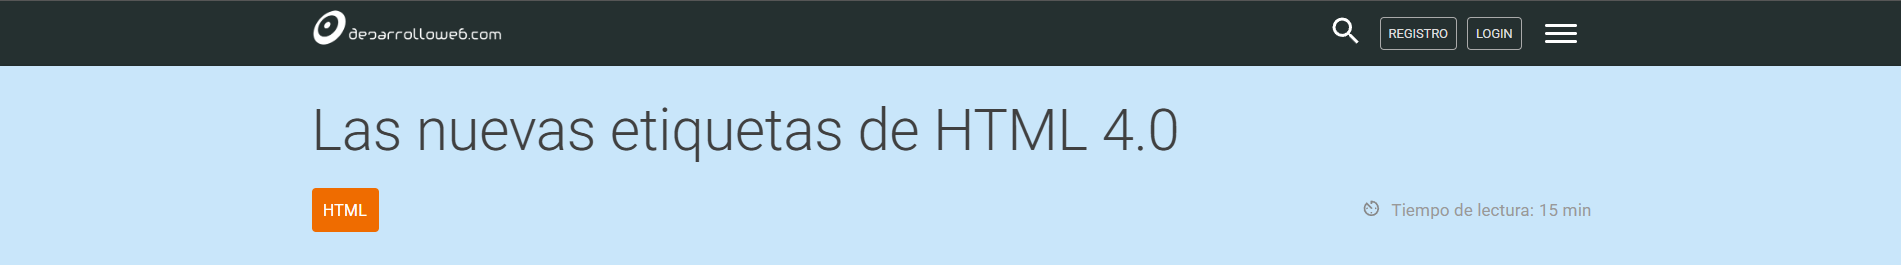 desarrolloweb.com
REGISTRO
LOGIN
Las nuevas etiquetas de HTML 4.0
HTML
Tiempo de lectura: 15 min